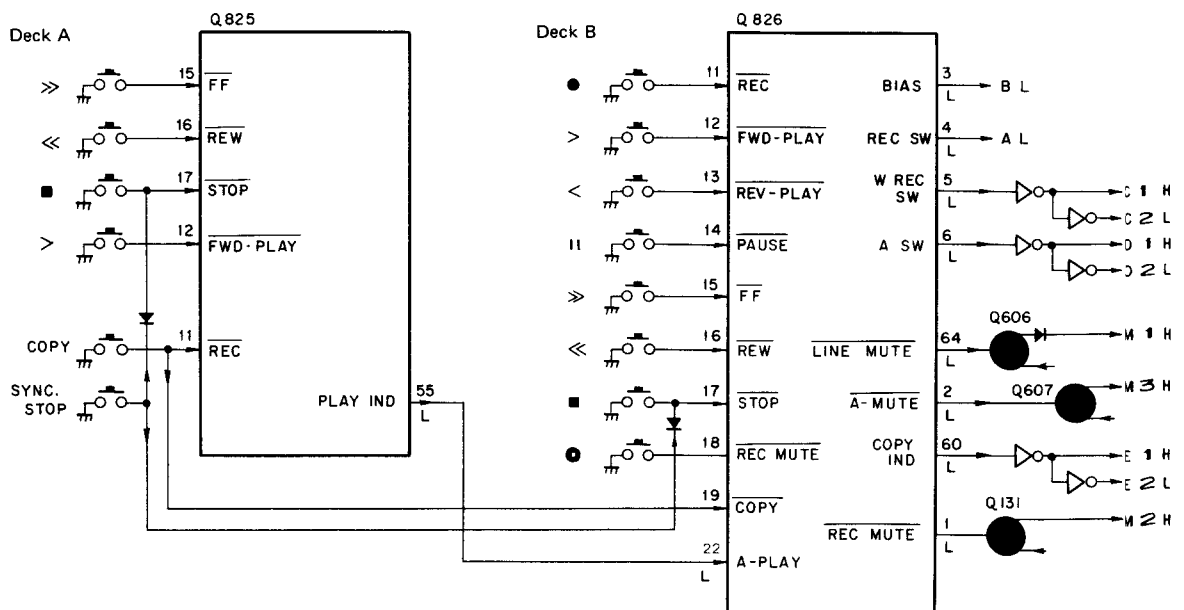 Q825
Q826
Deck A
Deck B
15
FF
16
REW
17
STOP
12
FWD-PLAY
COPY
11
REC
SYNC.
STOP
PLAY IND
55
L
11
REC
12
FWD-PLAY
13
REV-PLAY
14
PAUSE
15
FF
16
REW
17
STOP
18
REC MUTE
19
COPY
22
L
A-PLAY
BIAS
3
L
B L
REC SW
4
L
A L
W REC
SW
5
L
C 1 H
C 2 L
A SW
6
L
D 1 H
D 2 L
Q606
LINE MUTE
64
L
M 1 H
Q607
A-MUTE
2
L
M 3 H
COPY
IND
60
L
E 1 H
E 2 L
Q131
REC MUTE
1
L
M 2 H